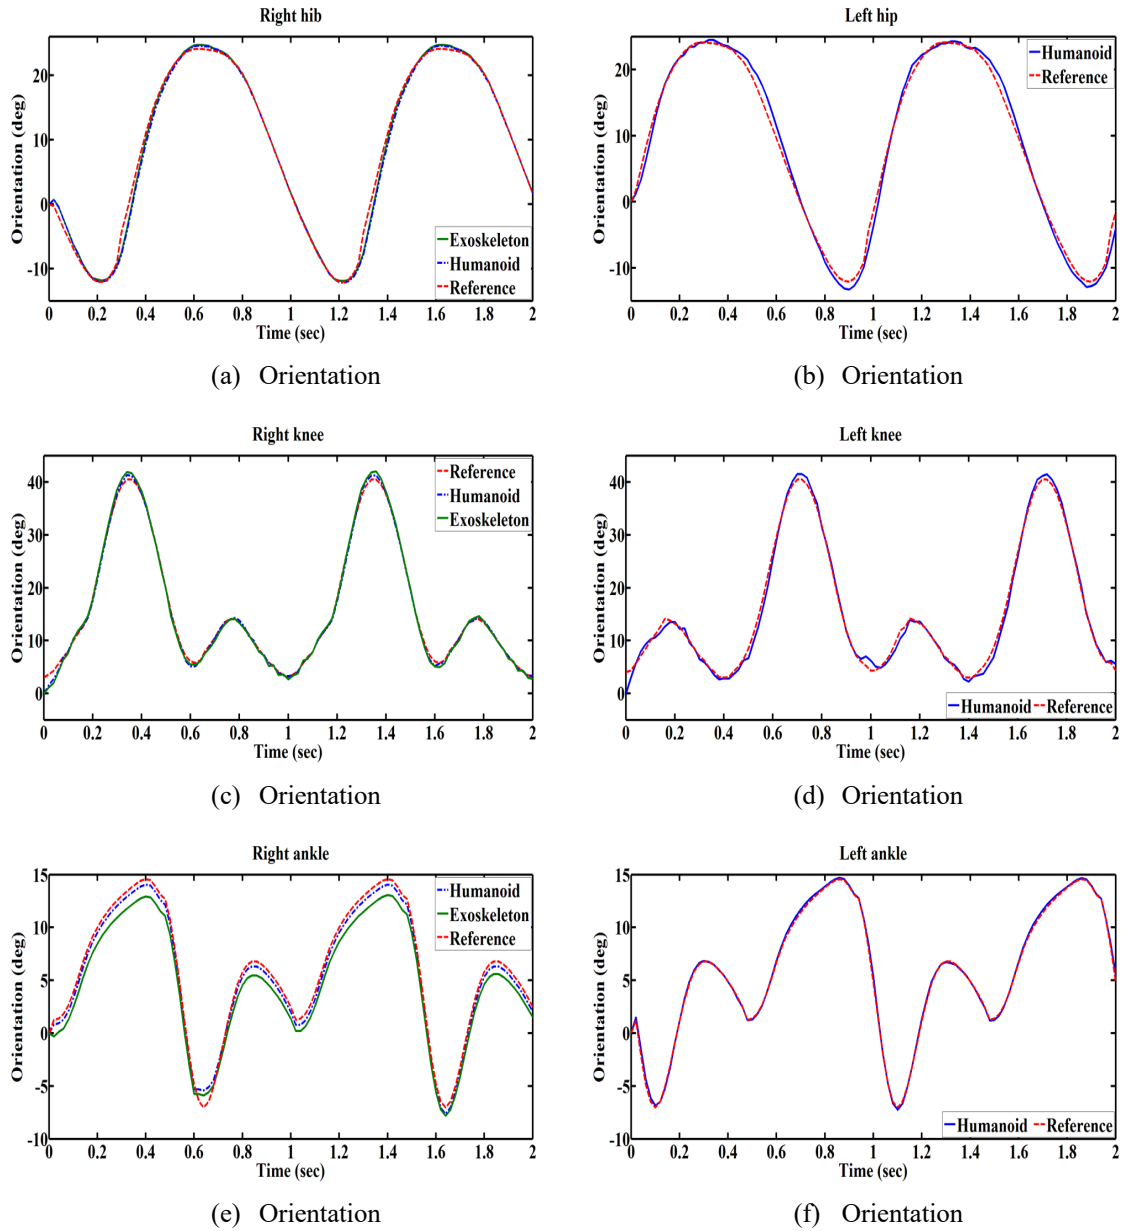 Right hib
Orientation (deg)
20
10
0
-10
Exoskeleton
Humanoid
Reference
0 0.2 0.4 0.6 0.8 1 1.2 1.4 1.6 1.8 2
Time (sec)
(a) Orientation
Left hip
Orientation (deg)
20
10
0
-10
Humanoid
Reference
0 0.2 0.4 0.6 0.8 1 1.2 1.4 1.6 1.8 2
Time (sec)
(b) Orientation
Right knee
Orientation (deg)
40
30
20
10
0
Reference
Humanoid
Exoskeleton
0 0.2 0.4 0.6 0.8 1 1.2 1.4 1.6 1.8 2
Time (sec)
(c) Orientation
Left knee
Orientation (deg)
40
30
20
10
0
Humanoid Reference
0 0.2 0.4 0.6 0.8 1 1.2 1.4 1.6 1.8 2
Time (sec)
(d) Orientation
Right ankle
Orientation (deg)
15
10
5
0
-5
-10
Humanoid
Exoskeleton
Reference
0 0.2 0.4 0.6 0.8 1 1.2 1.4 1.6 1.8 2
Time (sec)
(e) Orientation
Left ankle
Orientation (deg)
15
10
5
0
-5
-10
Humanoid Reference
0 0.2 0.4 0.6 0.8 1 1.2 1.4 1.6 1.8 2
Time (sec)
(f) Orientation